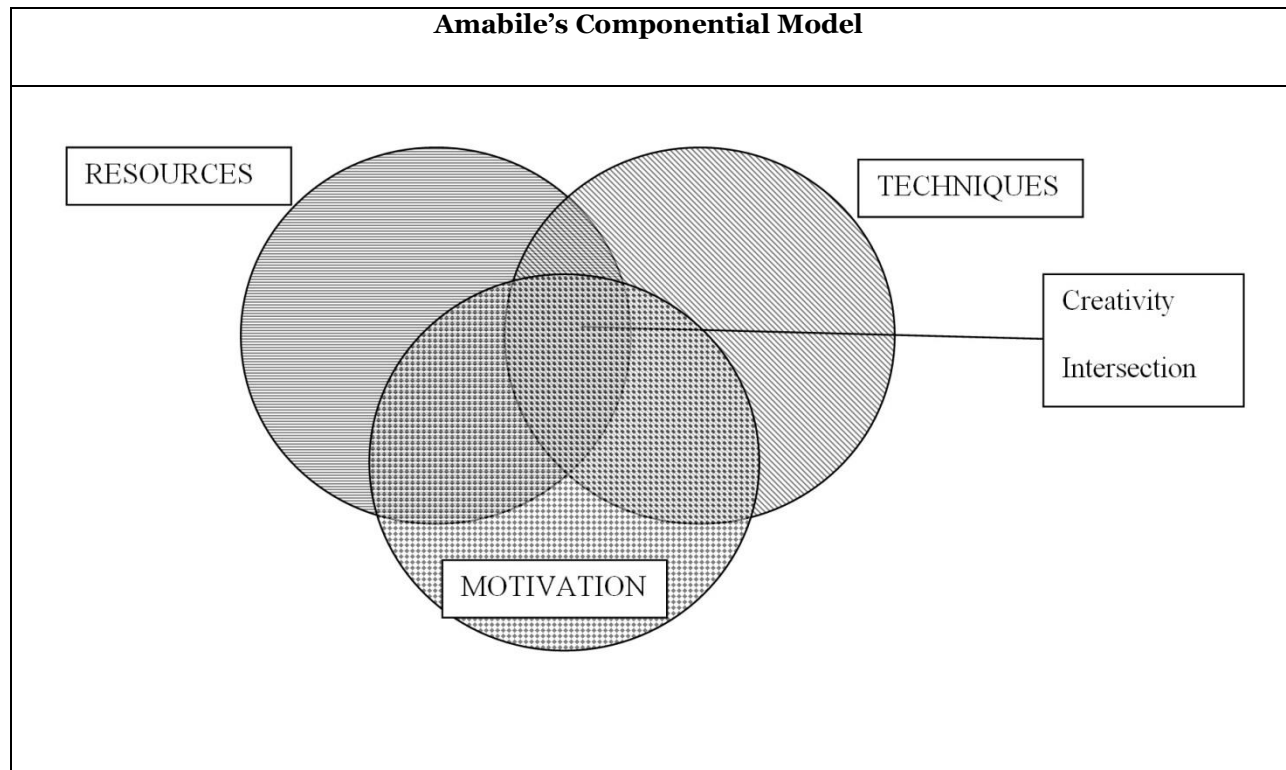 Amabile’s Componential Model
RESOURCES
TECHNIQUES
Creativity
Intersection
MOTIVATION